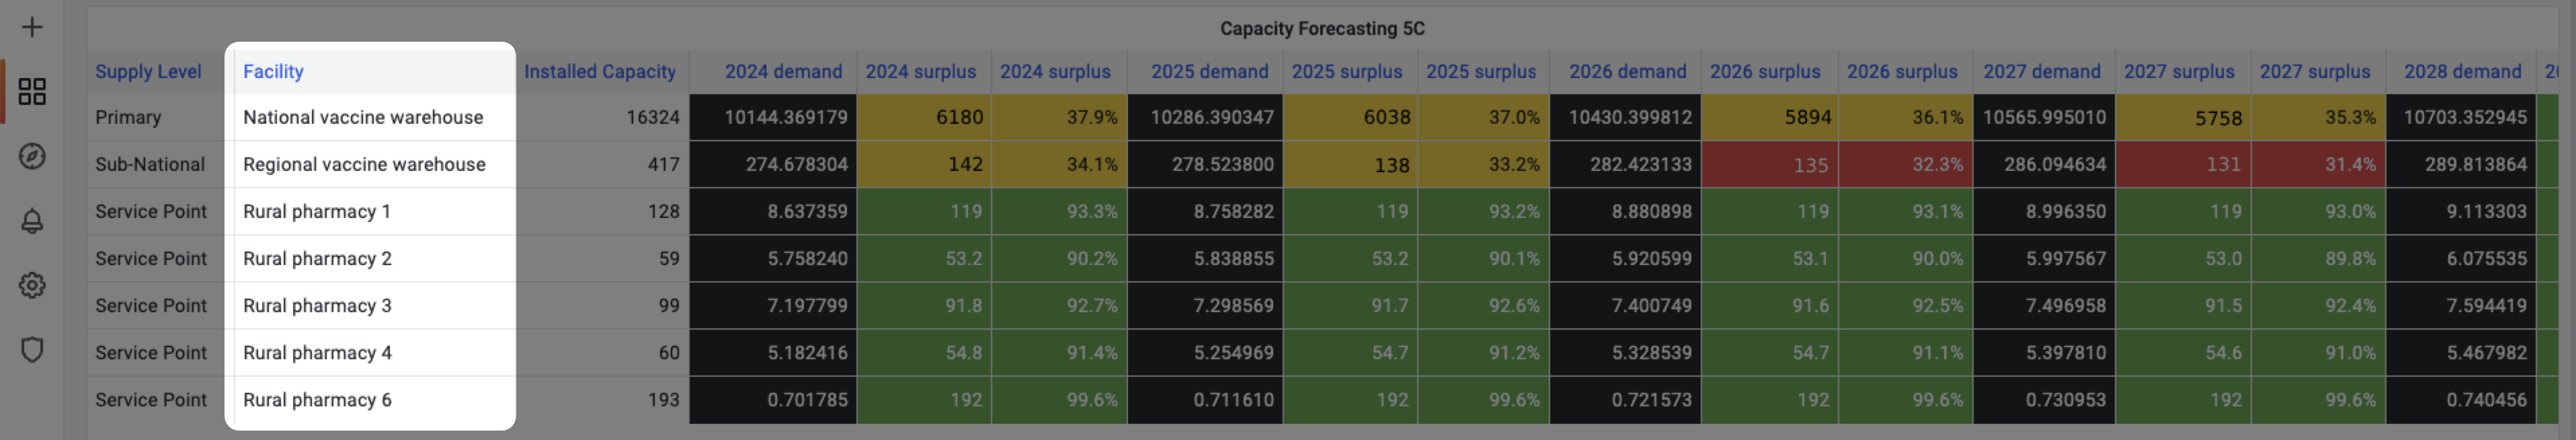 Capacity Forecasting 5C
Supply Level Facility Installed Capacity 2024 demand 2024 surplus 2024 surplus 2025 demand 2025 surplus 2025 surplus 2026 demand 2026 surplus 2026 surplus 2027 demand 2027 surplus 2027 surplus 2028 demand
Primary National vaccine warehouse 16324 10144.369179 6180 37.9% 10286.390347 6038 37.0% 10430.399812 5894 36.1% 10565.995010 5758 35.3% 10703.352945
Sub-National Regional vaccine warehouse 417 274.678304 142 34.1% 278.523800 138 33.2% 282.423133 135 32.3% 286.094634 131 31.4% 289.813864
Service Point Rural pharmacy 1 128 8.637359 119 93.3% 8.758282 119 93.2% 8.880898 119 93.1% 8.996350 119 93.0% 9.113303
Service Point Rural pharmacy 2 59 5.758240 53.2 90.2% 5.838855 53.2 90.1% 5.920599 53.1 90.0% 5.997567 53.0 89.8% 6.075535
Service Point Rural pharmacy 3 99 7.197799 91.8 92.7% 7.298569 91.7 92.6% 7.400749 91.6 92.5% 7.496958 91.5 92.4% 7.594419
Service Point Rural pharmacy 4 60 5.182416 54.8 91.4% 5.254969 54.7 91.2% 5.328539 54.7 91.1% 5.397810 54.6 91.0% 5.467982
Service Point Rural pharmacy 6 193 0.701785 192 99.6% 0.711610 192 99.6% 0.721573 192 99.6% 0.730953 192 99.6% 0.740456